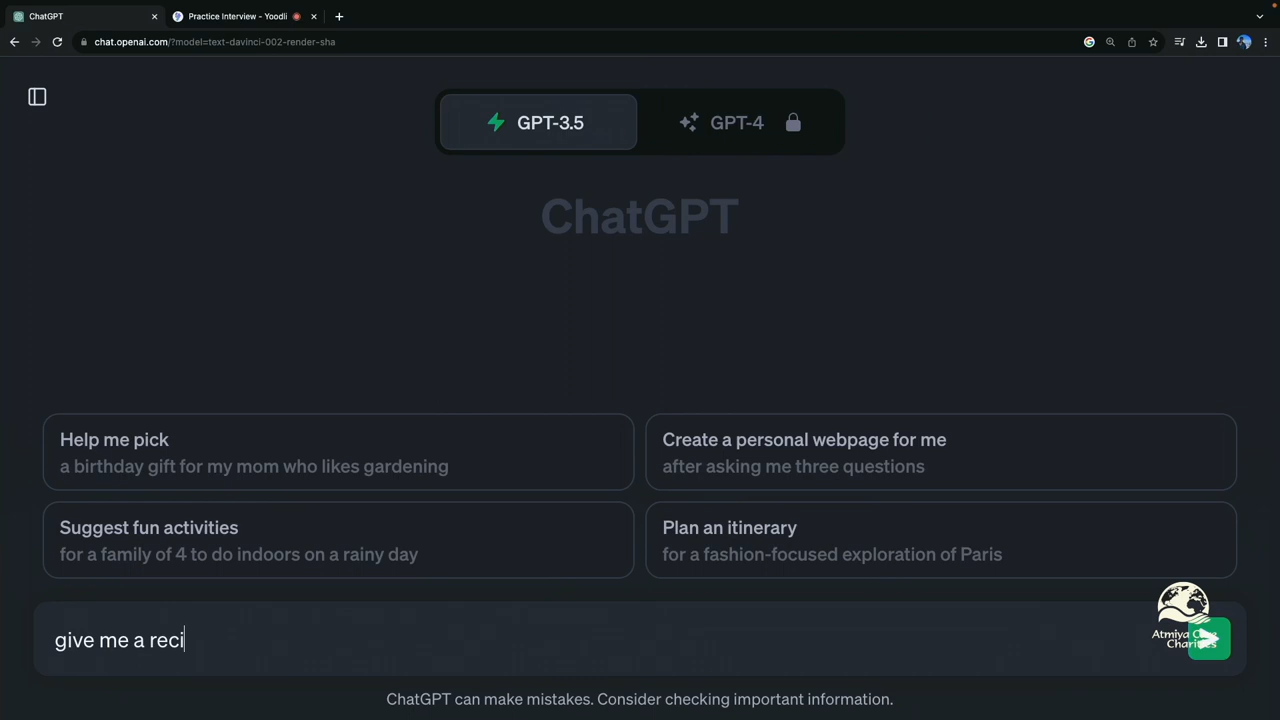 ChatGPT
Practice Interview - Yoodli
chat.openai.com/?model=text-davinci-002-render-sha
GPT-3.5
GPT-4
ChatGPT
Help me pick
a birthday gift for my mom who likes gardening
Create a personal webpage for me
after asking me three questions
Suggest fun activities
for a family of 4 to do indoors on a rainy day
Plan an itinerary
for a fashion-focused exploration of Paris
give me a reci
Atmiya
Charities
ChatGPT can make mistakes. Consider checking important information.